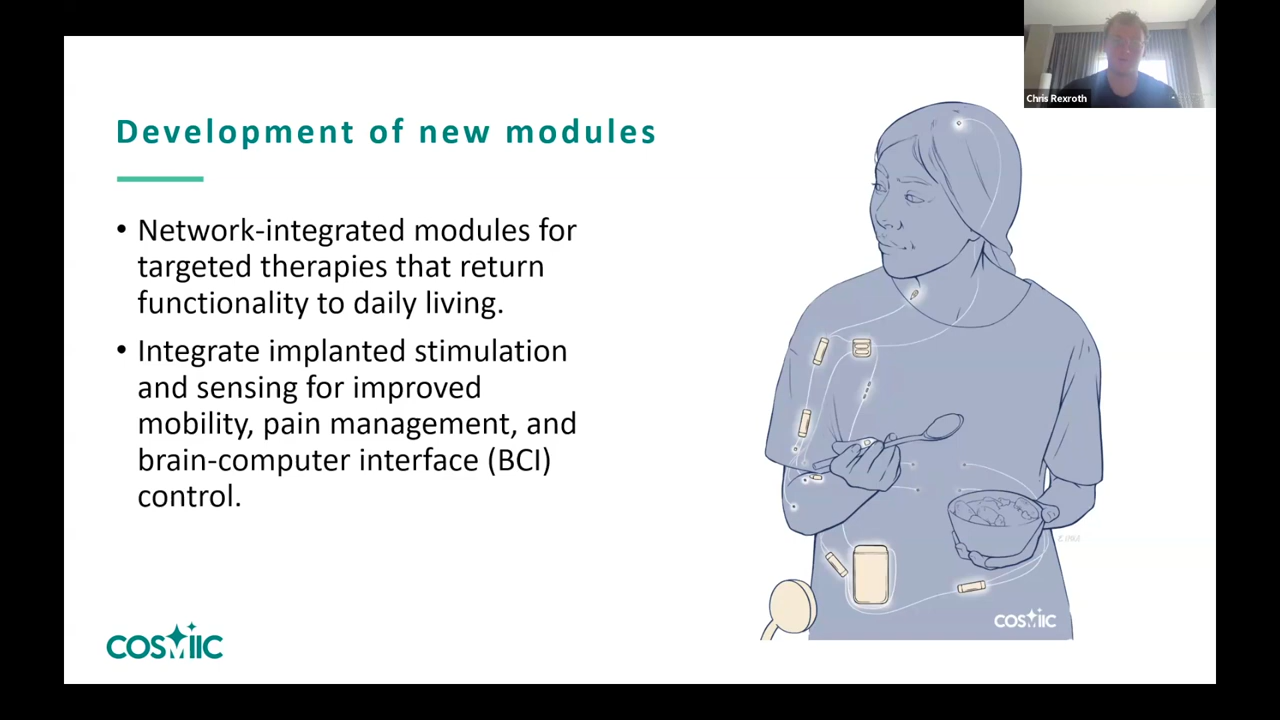 Chris Rexroth
Development of new modules
• Network-integrated modules for
targeted therapies that return
functionality to daily living.
• Integrate implanted stimulation
and sensing for improved
mobility, pain management, and
brain-computer interface (BCI)
control.
COSMIIC
COSMIIC